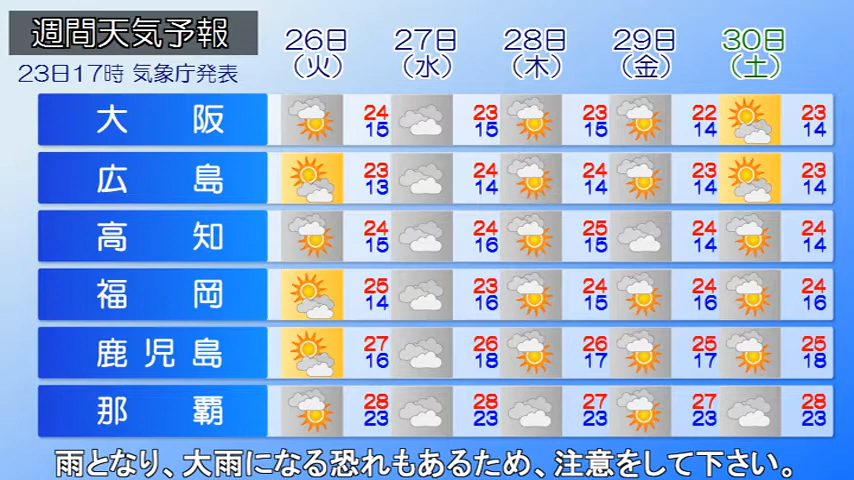 週間天気予報
23日17時 気象庁発表
26日 27日 28日 29日 30日
(火) (水) (木) (金) (土)
大阪 24 23 23 22 23
15 15 15 14 14
広島 23 24 24 23 23
13 14 14 14 14
高知 24 24 25 24 24
15 16 15 14 14
福岡 25 23 24 24 24
14 16 15 16 16
鹿児島 27 26 26 25 25
16 18 17 17 18
那覇 28 28 27 27 28
23 23 23 23 23
雨となり、大雨になる恐れもあるため、注意をして下さい。